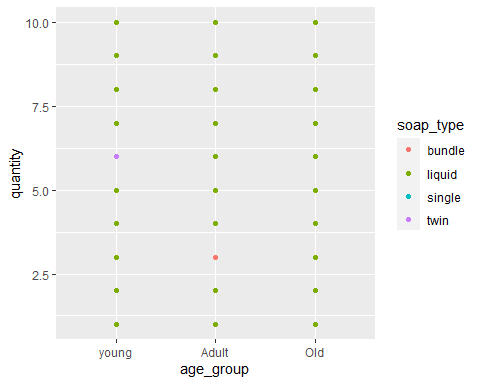 10.0
7.5
5.0
2.5
quantity
young Adult Old
age_group
soap_type
bundle
liquid
single
twin